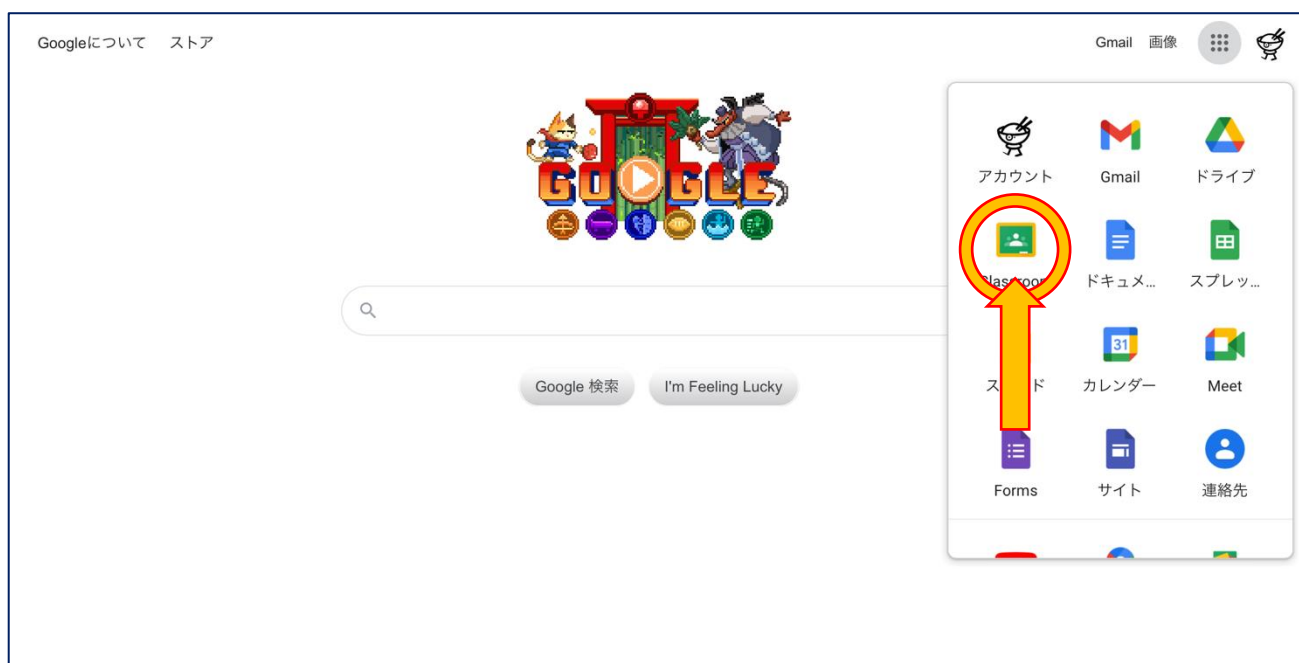 Googleについて ストア
Gmail 画像
GOOGLE
アカウント Gmail ドライブ
ドキュメ... スプレッ...
31
カレンダー Meet
Google 検索 I'm Feeling Lucky
Forms サイト 連絡先